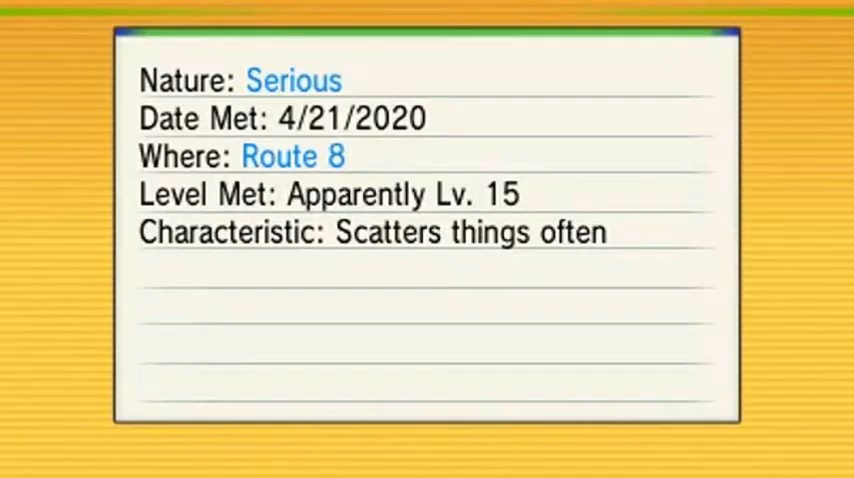 Nature: Serious
Date Met: 4/21/2020
Where: Route 8
Level Met: Apparently Lv. 15
Characteristic: Scatters things often